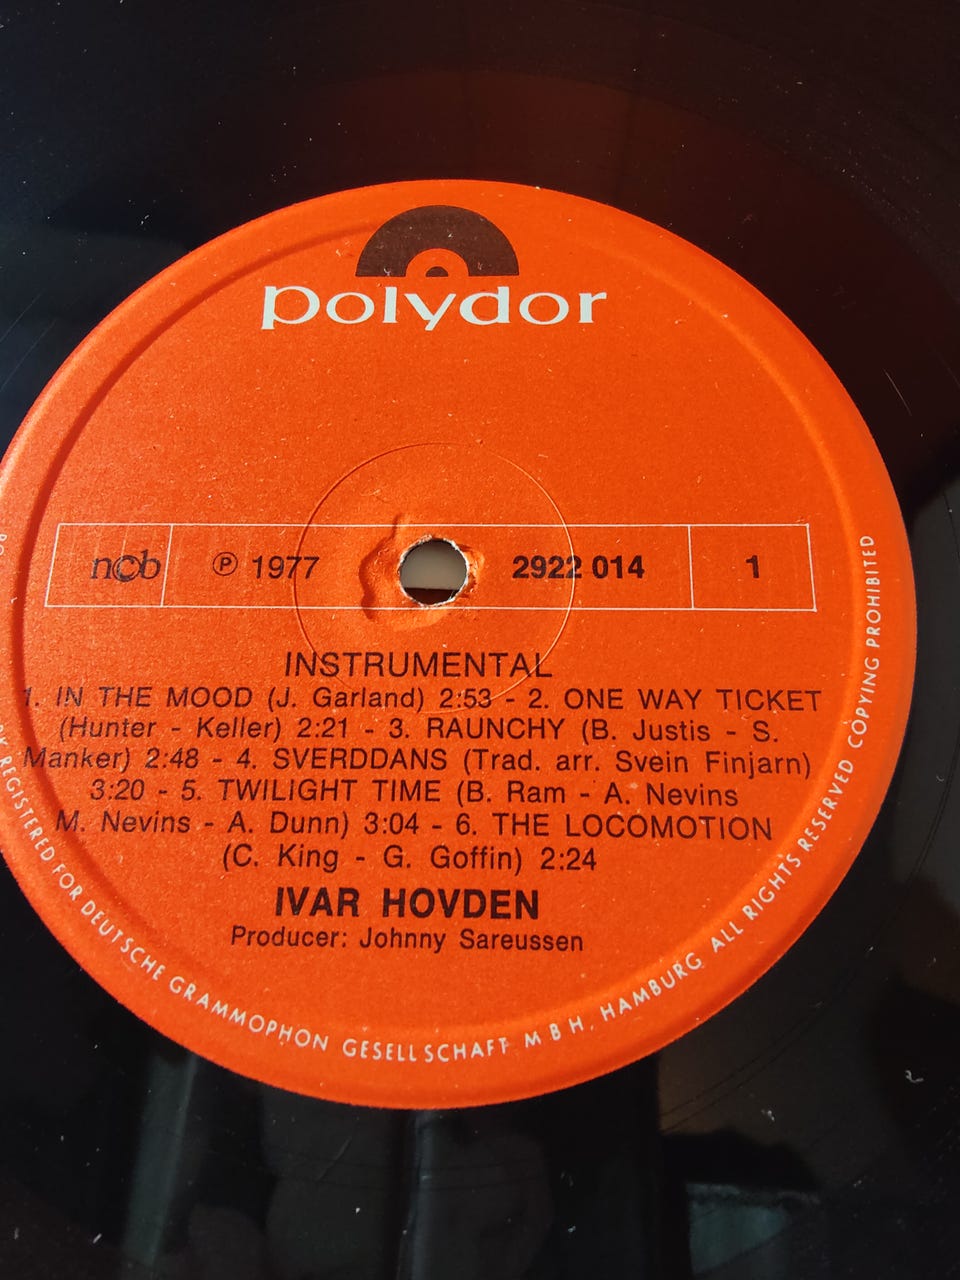 polydor
ncb ℗ 1977 2922 014 1
INSTRUMENTAL
1. IN THE MOOD (J. Garland) 2:53 - 2. ONE WAY TICKET
(Hunter - Keller) 2:21 - 3. RAUNCHY (B. Justis - S.
Manker) 2:48 - 4. SVERDDANS (Trad. arr. Svein Finjarn)
3:20 - 5. TWILIGHT TIME (B. Ram - A. Nevins
M. Nevins - A. Dunn) 3:04 - 6. THE LOCOMOTION
(C. King - G. Goffin) 2:24
IVAR HOVDEN
Producer: Johnny Sareussen
REGISTERED FOR DEUTSCHE GRAMMOPHON GESELLSCHAFT M B H, HAMBURG ALL RIGHTS RESERVED COPYING PROHIBITED